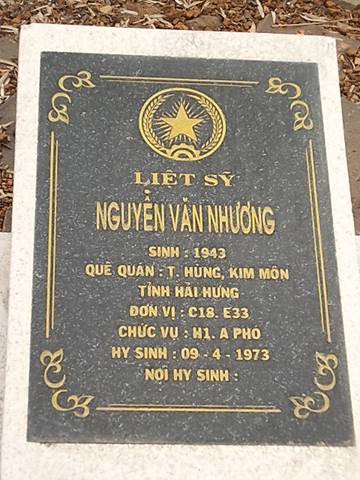 LIỆT SỸ
NGUYỄN VĂN NHƯƠNG
SINH : 1943
QUÊ QUÁN : T. HÙNG, KIM MÔN
TỈNH HẢI HƯNG
ĐƠN VỊ : C18. E33
CHỨC VỤ : H1. A PHÓ
HY SINH : 09 - 4 - 1973
NƠI HY SINH :